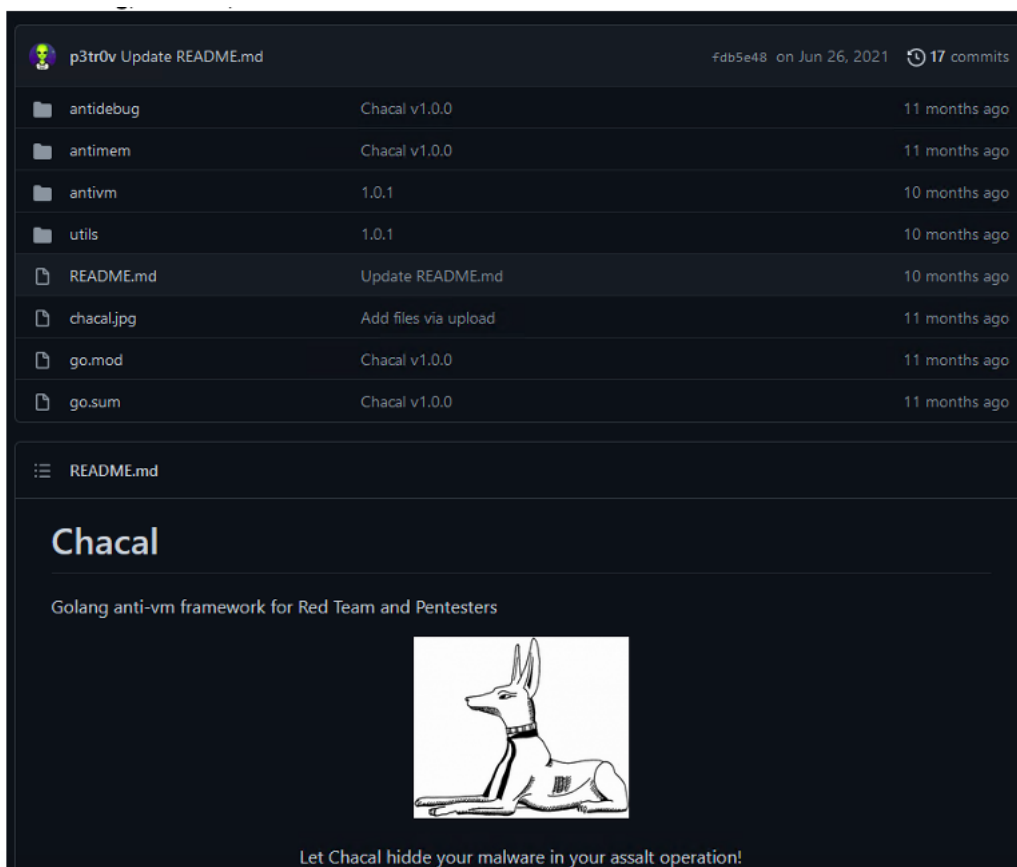 p3tr0v Update README.md fdb5e48 on Jun 26, 2021 17 commits
antidebug Chacal v1.0.0 11 months ago
antimem Chacal v1.0.0 11 months ago
antivm 1.0.1 10 months ago
utils 1.0.1 10 months ago
README.md Update README.md 10 months ago
chacal.jpg Add files via upload 11 months ago
go.mod Chacal v1.0.0 11 months ago
go.sum Chacal v1.0.0 11 months ago
README.md
Chacal
Golang anti-vm framework for Red Team and Pentesters
Let Chacal hidde your malware in your assalt operation!